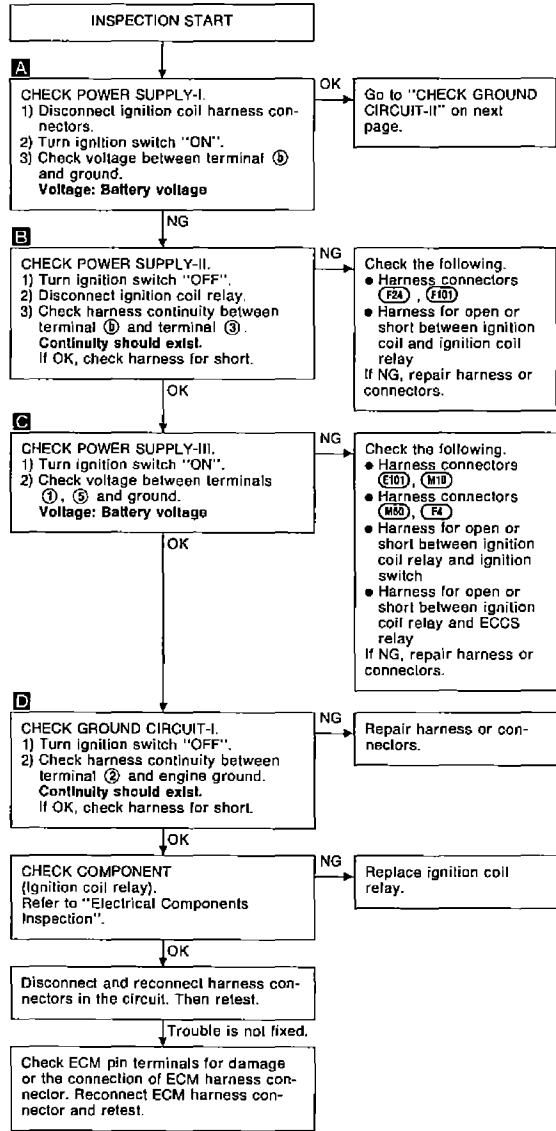 INSPECTION START
A
CHECK POWER SUPPLY-I.
1) Disconnect ignition coil harness con-
nectors.
2) Turn ignition switch "ON".
3) Check voltage between terminal ⓑ
and ground.
Voltage: Battery voltage
OK
Go to "CHECK GROUND
CIRCUIT-II" on next
page.
NG
B
CHECK POWER SUPPLY-II.
1) Turn ignition switch "OFF".
2) Disconnect ignition coil relay.
3) Check harness continuity between
terminal ⓑ and terminal ③.
Continuity should exist.
If OK, check harness for short.
NG
Check the following.
● Harness connectors
F24 , F101
● Harness for open or
short between ignition
coil and ignition coil
relay
If NG, repair harness or
connectors.
OK
C
CHECK POWER SUPPLY-III.
1) Turn ignition switch "ON".
2) Check voltage between terminals
①, ⑤ and ground.
Voltage: Battery voltage
NG
Check the following.
● Harness connectors
E101, M10
● Harness connectors
M50, F4
● Harness for open or
short between ignition
coil relay and ignition
switch
● Harness for open or
short between ignition
coil relay and ECCS
relay
If NG, repair harness or
connectors.
OK
D
CHECK GROUND CIRCUIT-I.
1) Turn ignition switch "OFF".
2) Check harness continuity between
terminal ② and engine ground.
Continuity should exist.
If OK, check harness for short.
NG
Repair harness or con-
nectors.
OK
CHECK COMPONENT
(Ignition coil relay).
Refer to "Electrical Components
Inspection".
NG
Replace ignition coil
relay.
OK
Disconnect and reconnect harness con-
nectors in the circuit. Then retest.
Trouble is not fixed.
Check ECM pin terminals for damage
or the connection of ECM harness con-
nector. Reconnect ECM harness con-
nector and retest.